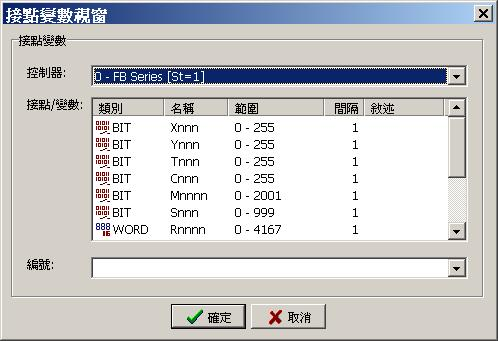 接點變數視窗
接點變數
控制器:
0 - FB Series [St=1]
接點/變數:
類別 名稱 範圍 間隔 敘述
BIT Xnnn 0 - 255 1
BIT Ynnn 0 - 255 1
BIT Tnnn 0 - 255 1
BIT Cnnn 0 - 255 1
BIT Mnnnn 0 - 2001 1
BIT Snnn 0 - 999 1
WORD Rnnnn 0 - 4167 1
編號:
確定 取消